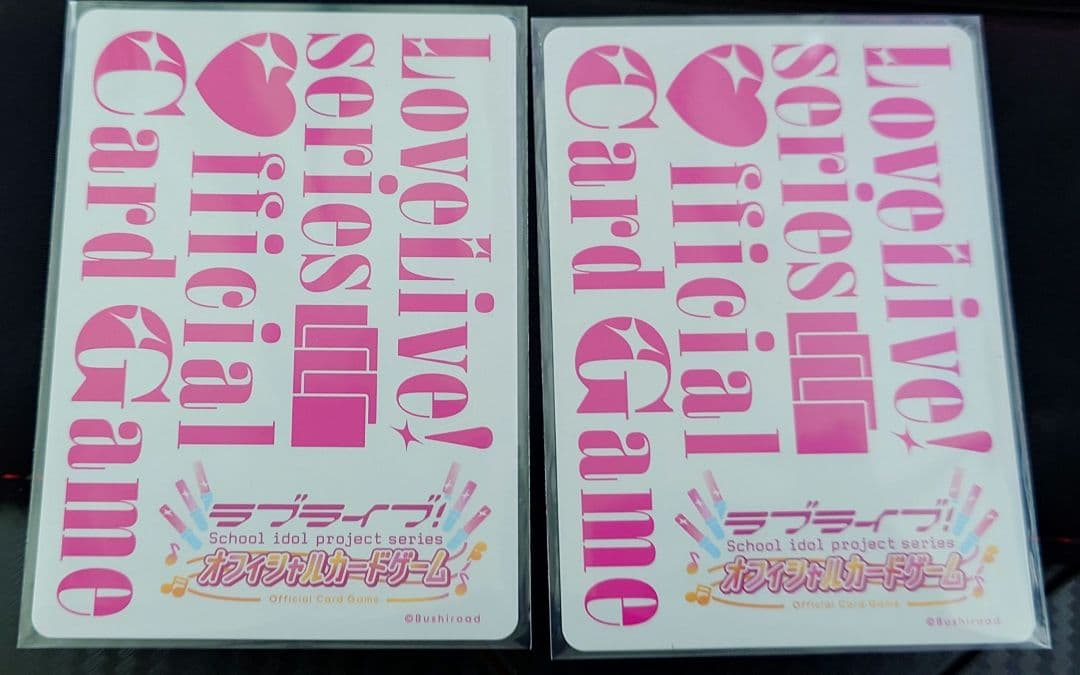 LoveLive!
series
♥fficial
Card Game
ラブライブ!
School idol project series
オフィシャルカードゲーム
Official Card Game
©Bushiroad
LoveLive!
series
♥fficial
Card Game
ラブライブ!
School idol project series
オフィシャルカードゲーム
Official Card Game
©Bushiroad